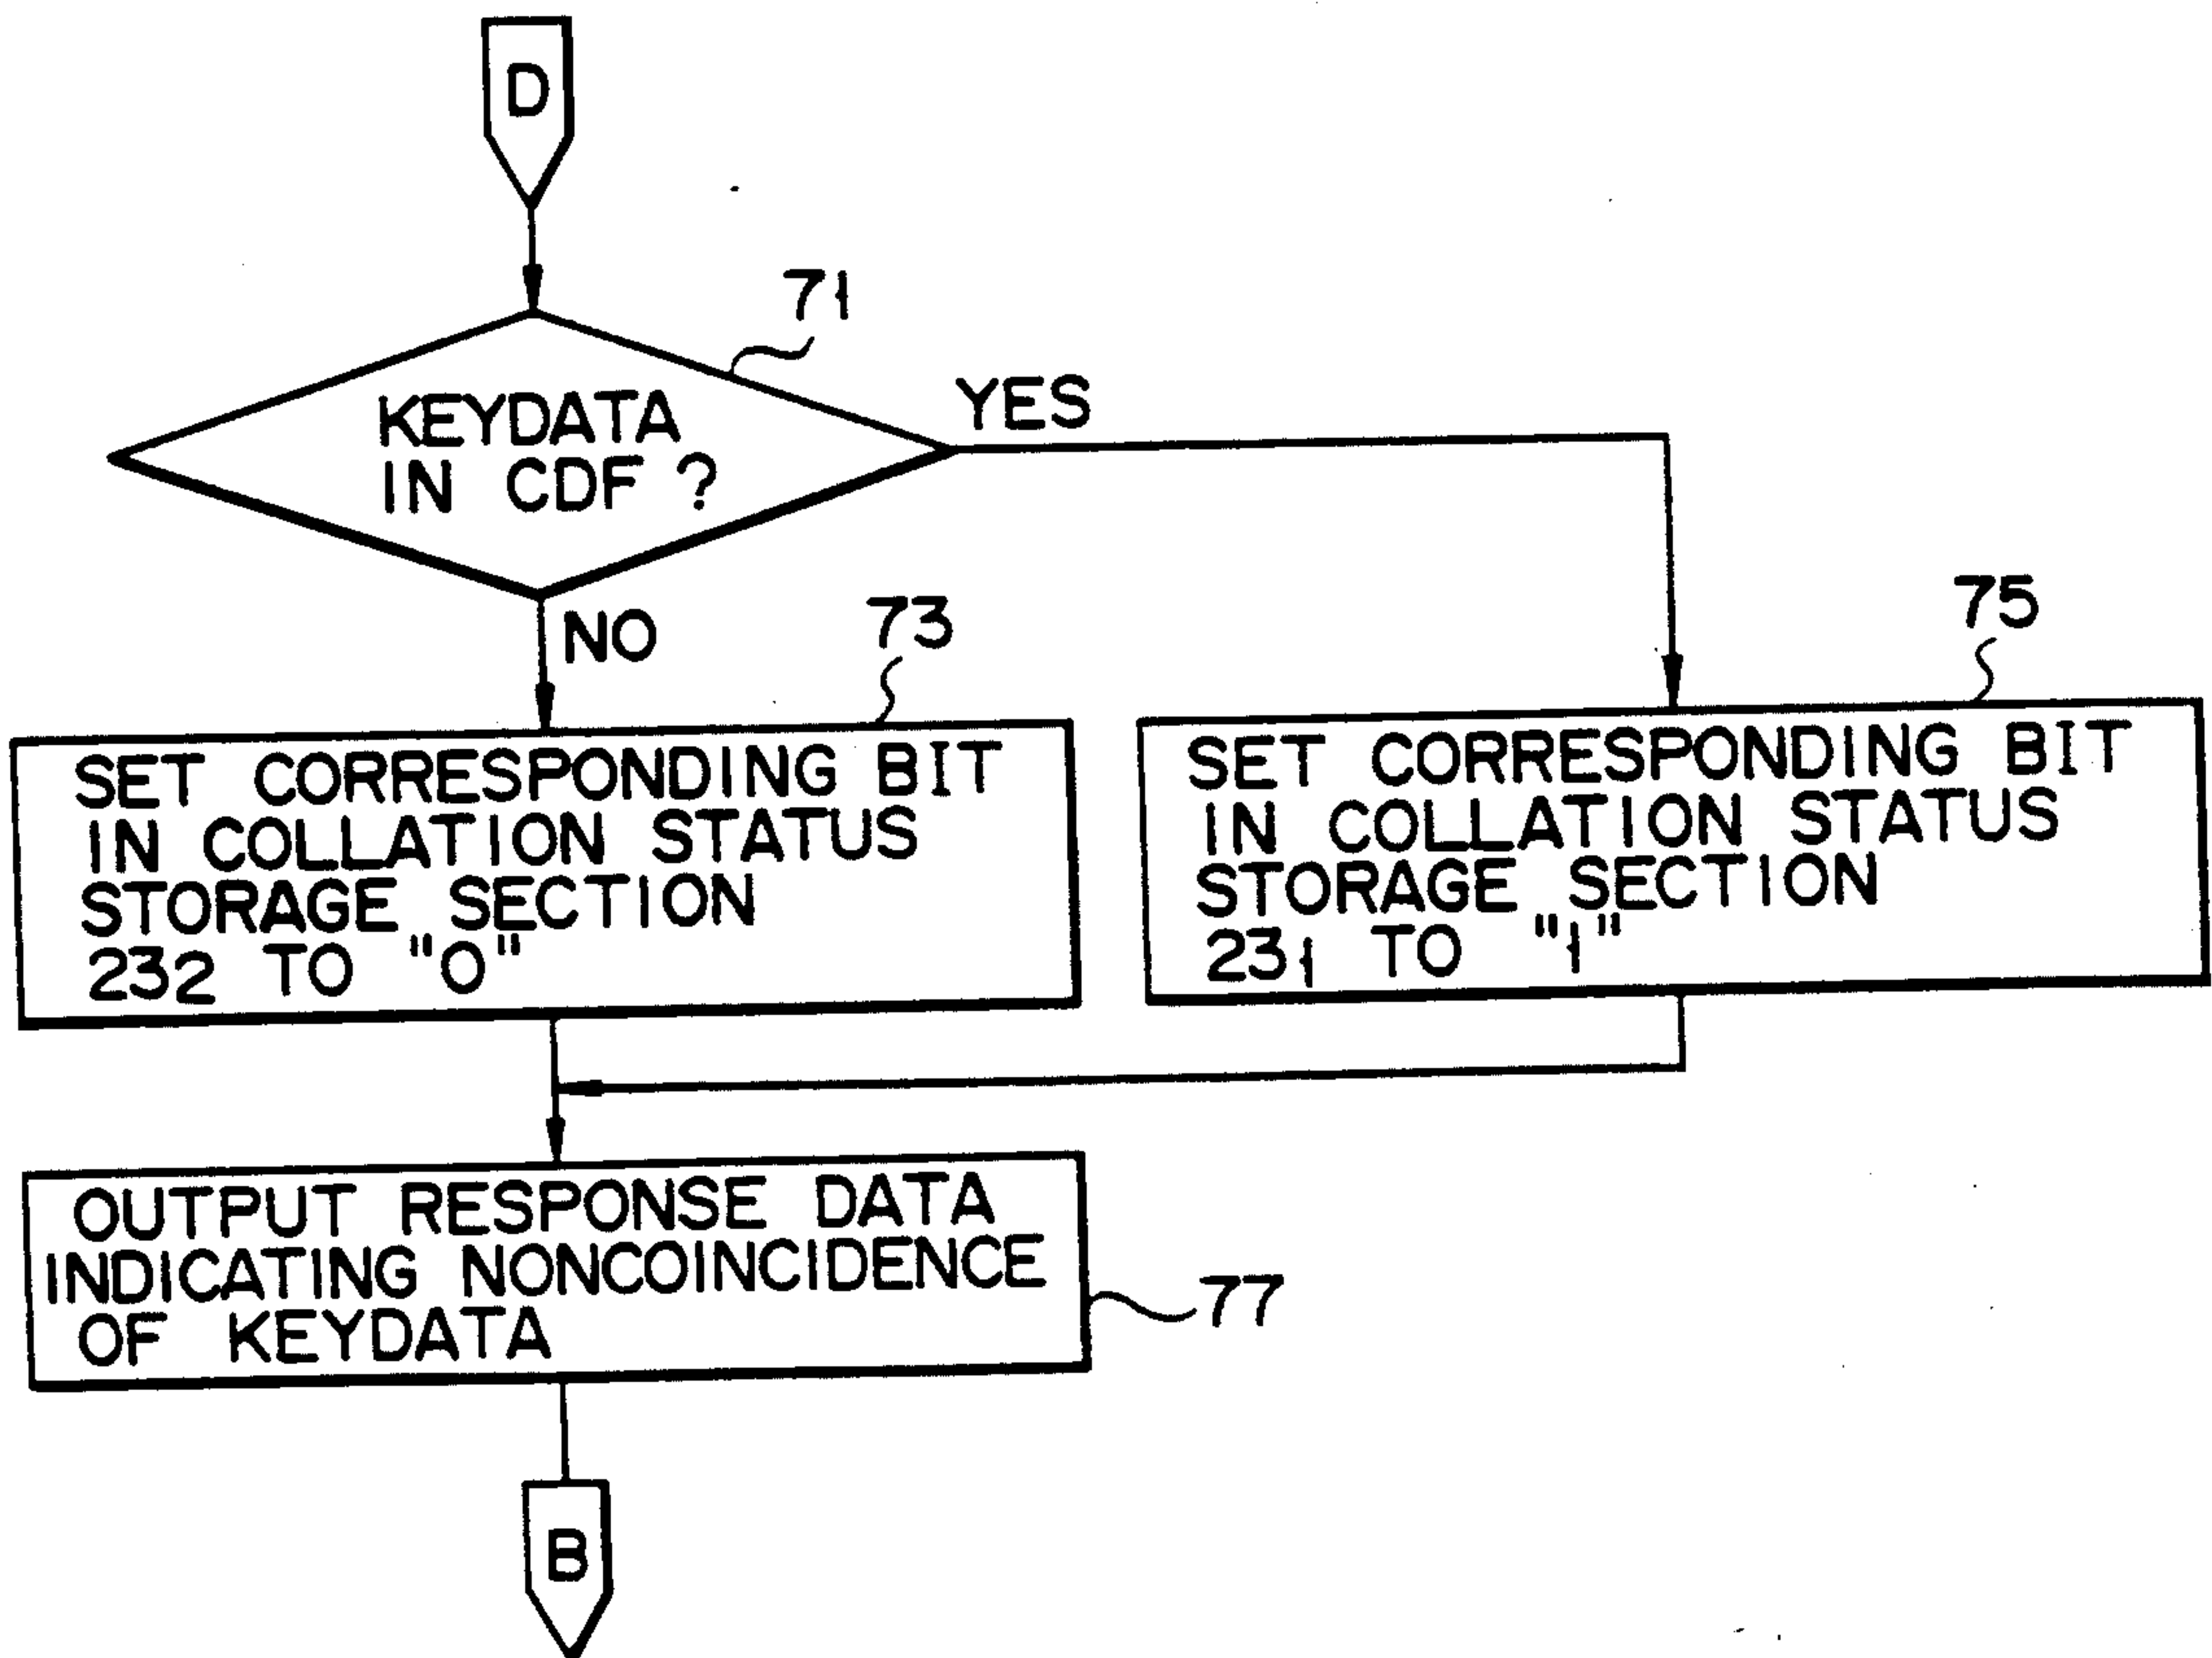 D
71
KEYDATA
IN CDF ?
YES
NO
73
75
SET CORRESPONDING BIT
IN COLLATION STATUS
STORAGE SECTION
232 TO "0"
SET CORRESPONDING BIT
IN COLLATION STATUS
STORAGE SECTION
231 TO "1"
OUTPUT RESPONSE DATA
INDICATING NONCOINCIDENCE
OF KEYDATA
77
B